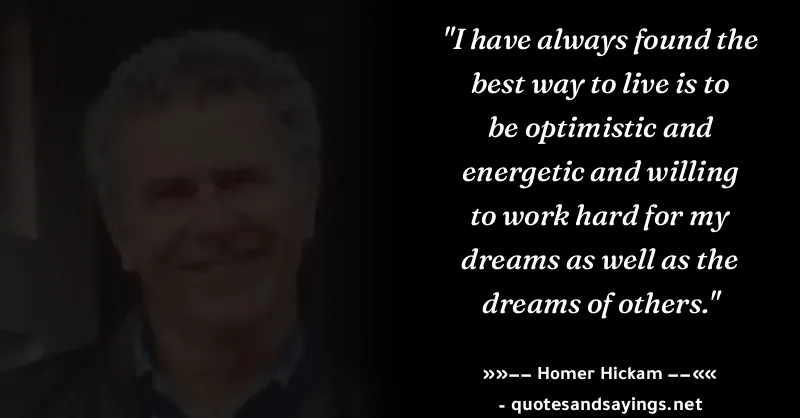 "I have always found the
best way to live is to
be optimistic and
energetic and willing
to work hard for my
dreams as well as the
dreams of others."
»»−− Homer Hickam −−««
- quotesandsayings.net